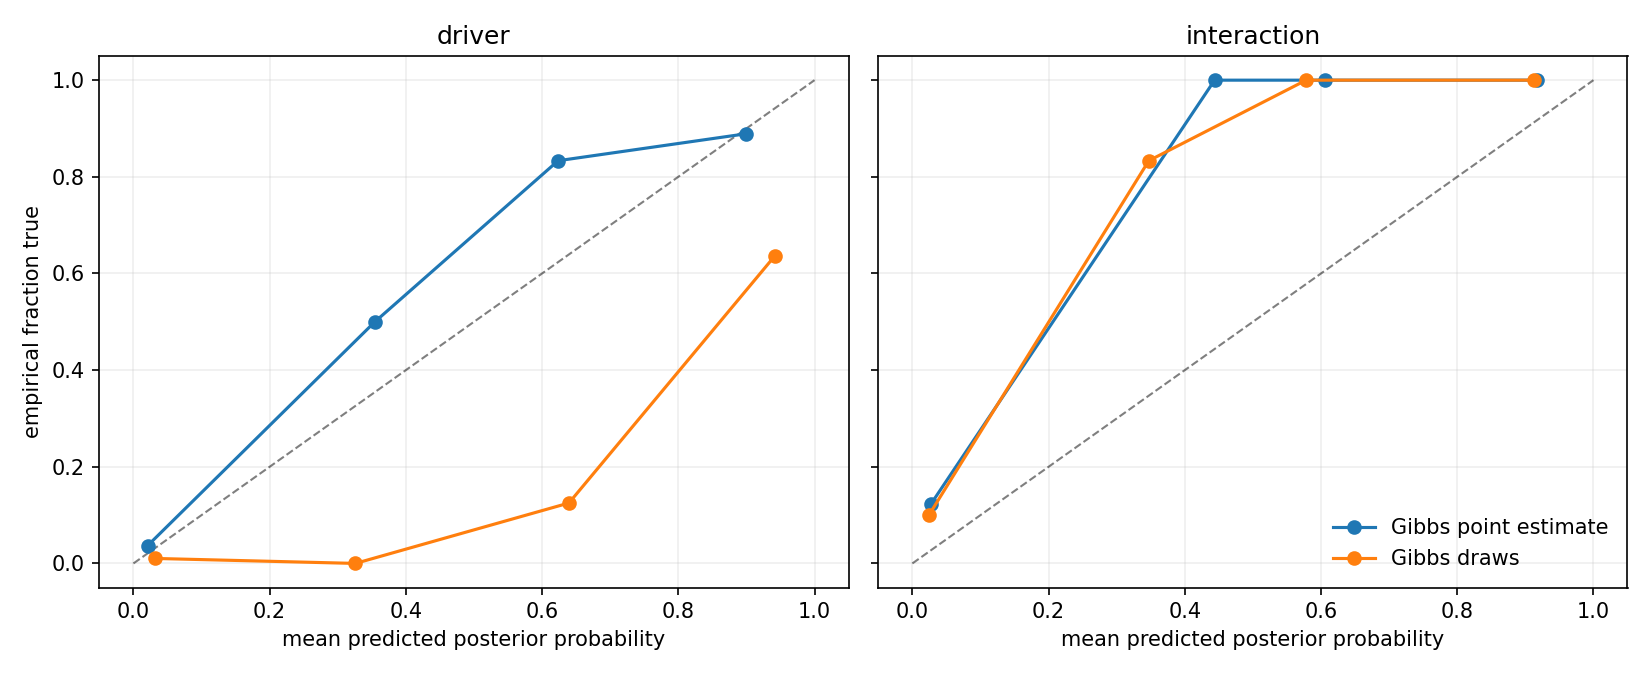 driver
interaction
empirical fraction true
1.0
0.8
0.6
0.4
0.2
0.0
0.0 0.2 0.4 0.6 0.8 1.0
mean predicted posterior probability
Gibbs point estimate
Gibbs draws
0.0 0.2 0.4 0.6 0.8 1.0
mean predicted posterior probability